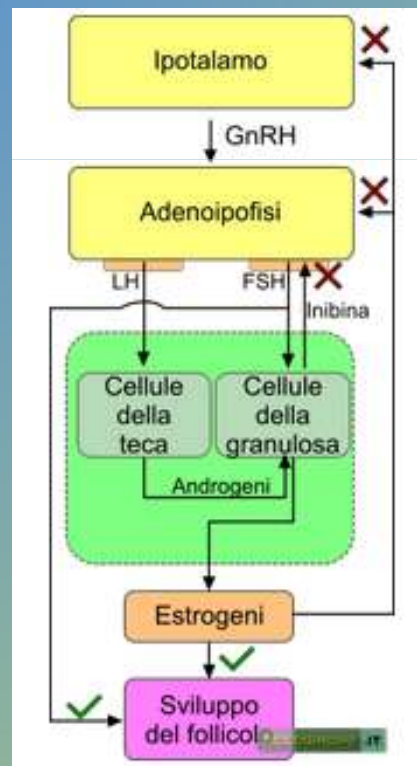 Ipotalamo
GnRH
Adenoipofisi
LH
FSH
Inibina
Cellule
della
teca
Cellule
della
granulosa
Androgeni
Estrogeni
Sviluppo
del follicolo